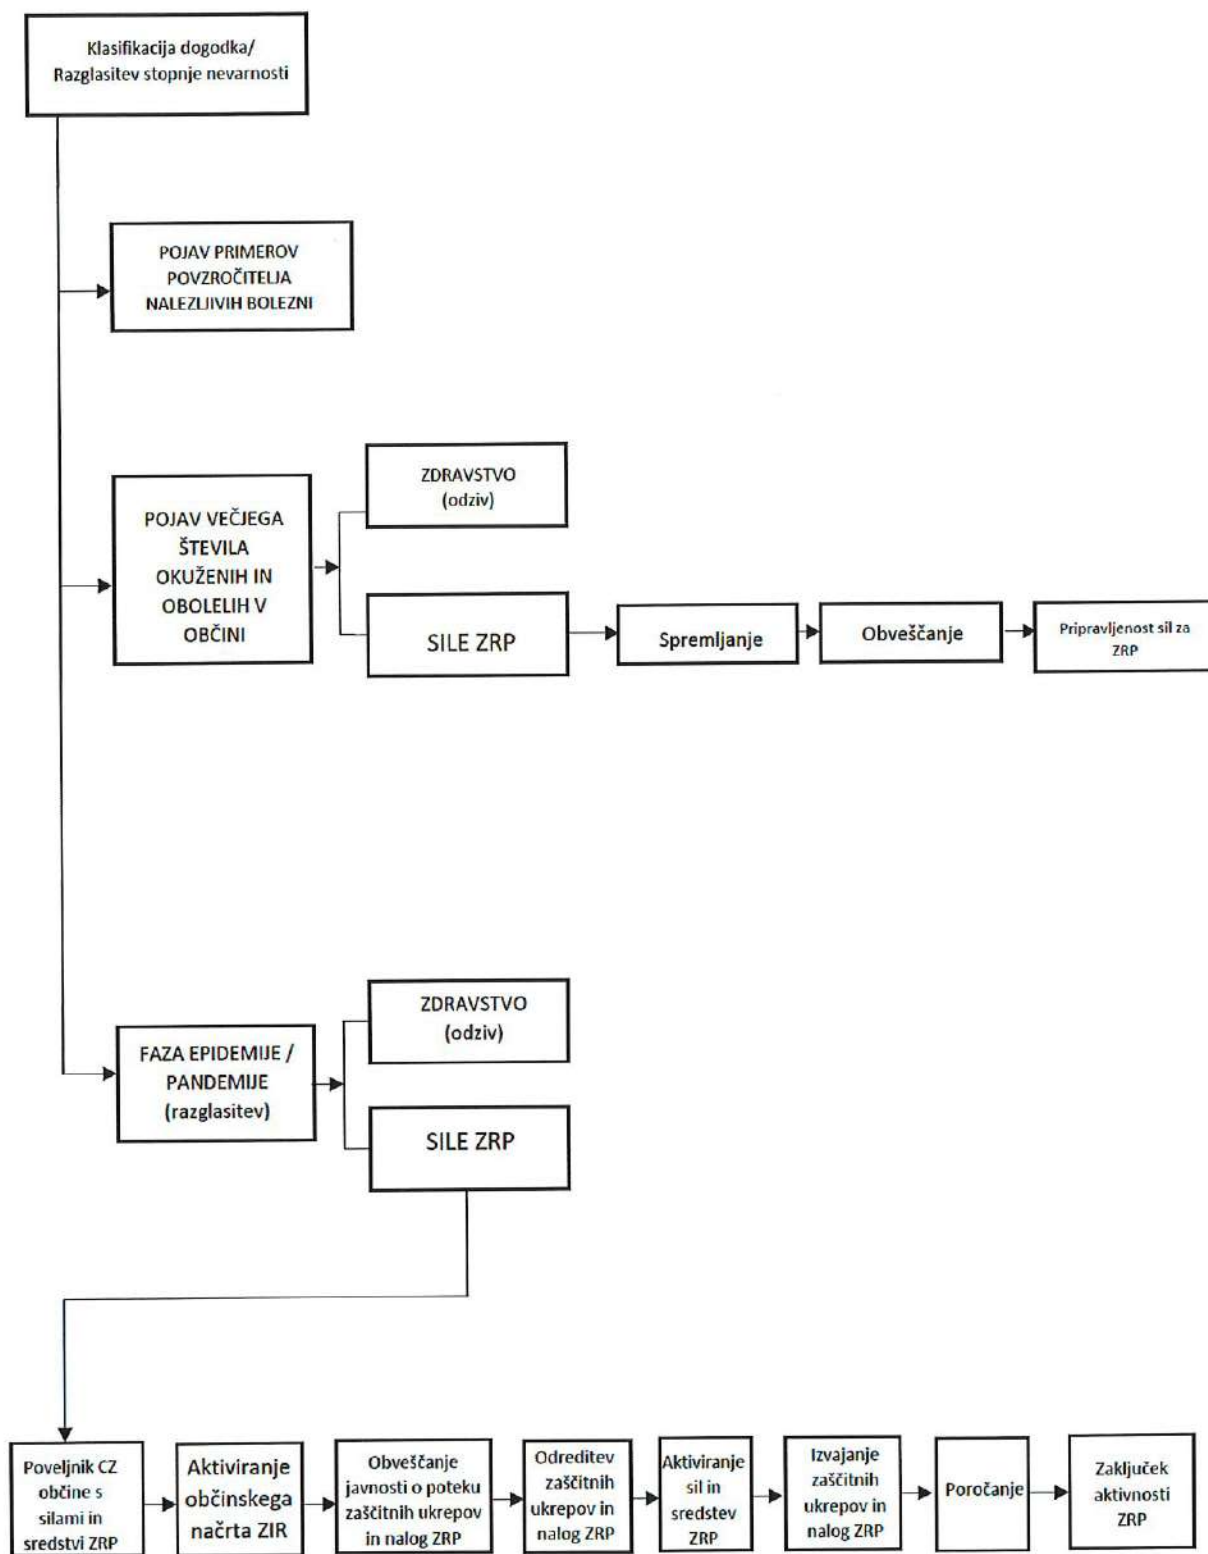 Klasifikacija dogodka/
Razglasitev stopnje nevarnosti
POJAV PRIMEROV
POVZROČITELJA
NALEZLJIVIH BOLEZNI
POJAV VEČJEGA
ŠTEVILA
OKUŽENIH IN
OBOLELIH V
OBČINI
ZDRAVSTVO
(odziv)
SILE ZRP
Spremljanje
Obveščanje
Pripravljenost sil za
ZRP
FAZA EPIDEMIJE /
PANDEMIJE
(razglasitev)
ZDRAVSTVO
(odziv)
SILE ZRP
Poveljnik CZ
občine s
silami in
sredstvi ZRP
Aktiviranje
občinskega
načrta ZIR
Obveščanje
javnosti o poteku
zaščitnih ukrepov
in nalog ZRP
Odreditev
zaščitnih
ukrepov in
nalog ZRP
Aktiviranje
sil in
sredstev
ZRP
Izvajanje
zaščitnih
ukrepov in
nalog ZRP
Poročanje
Zaključek
aktivnosti
ZRP